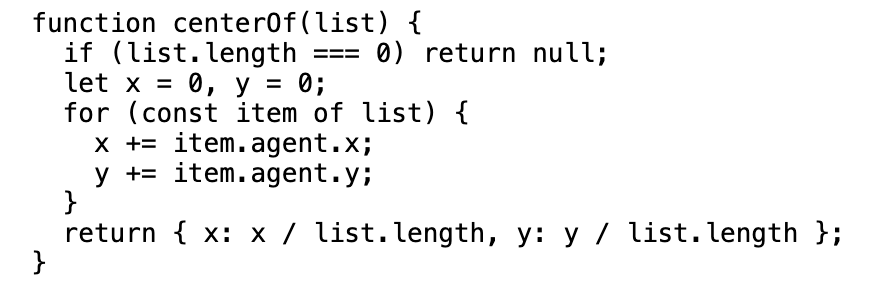 function centerOf(list) {
  if (list.length === 0) return null;
  let x = 0, y = 0;
  for (const item of list) {
    x += item.agent.x;
    y += item.agent.y;
  }
  return { x: x / list.length, y: y / list.length };
}